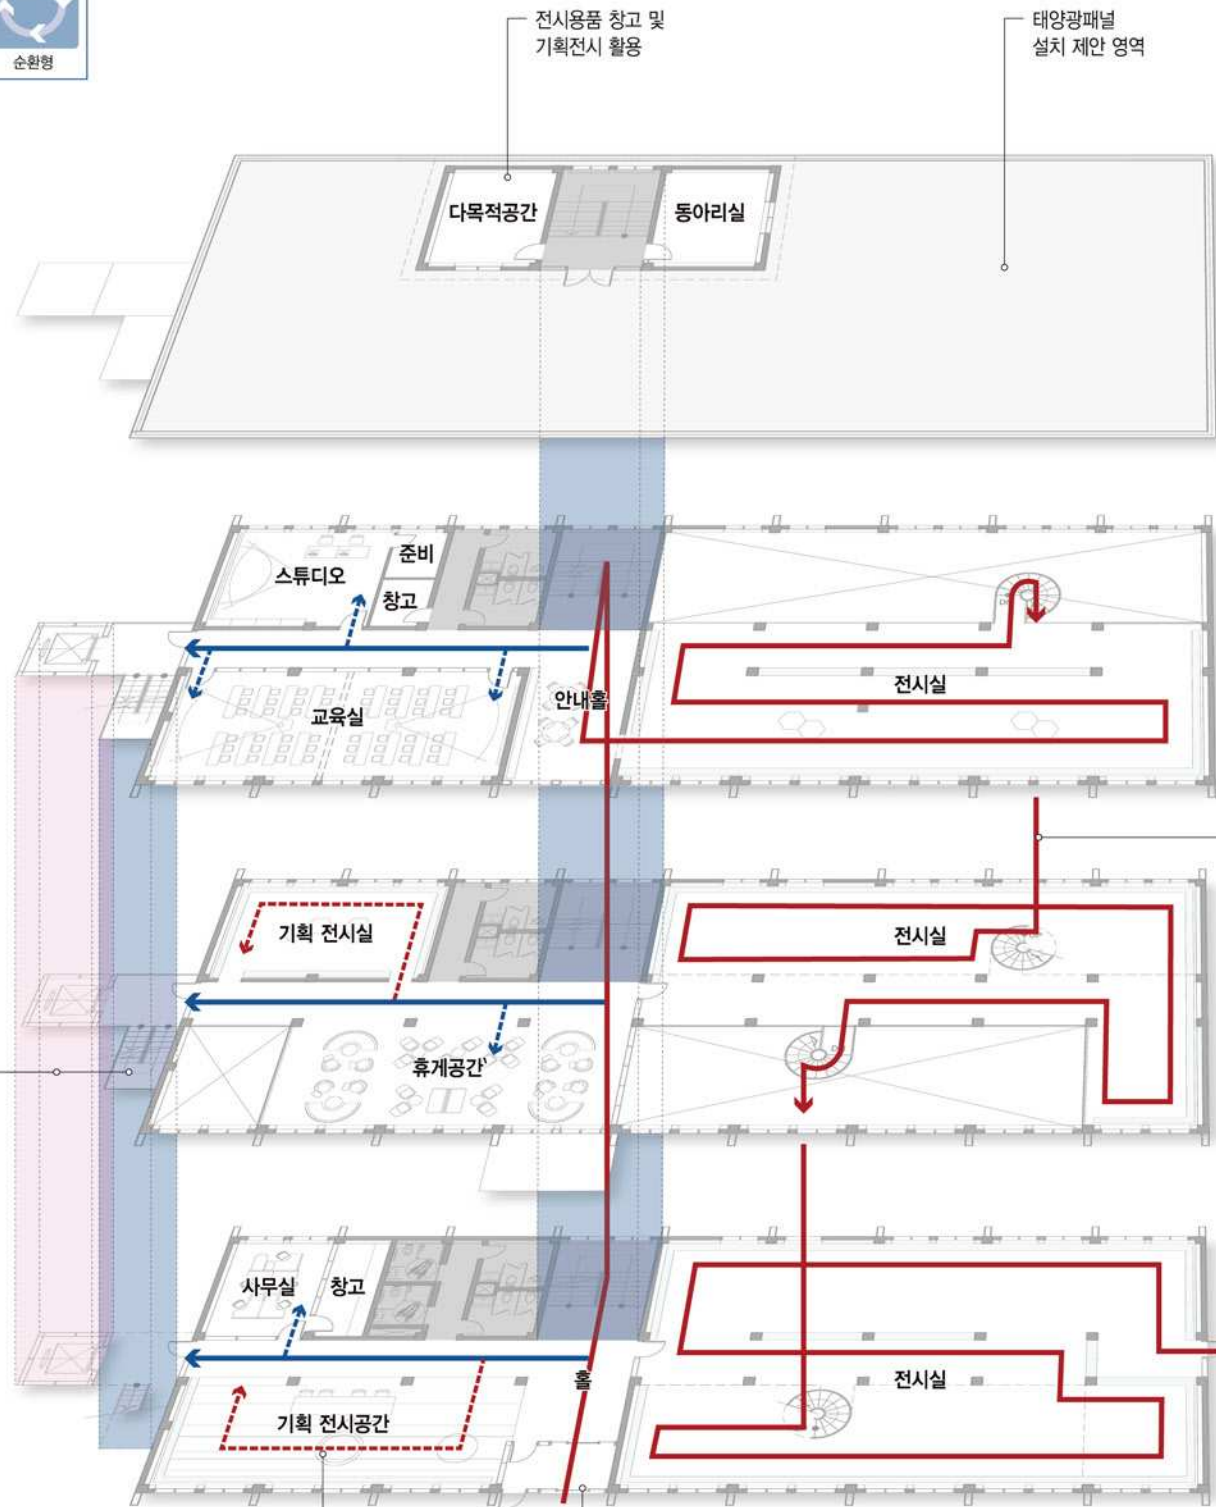 순환형
전시용품 창고 및
기획전시 활용
태양광패널
설치 제안 영역
다목적공간
동아리실
스튜디오
준비
창고
교육실
안내홀
전시실
기획 전시실
전시실
휴게공간
사무실
창고
홀
전시실
기획 전시공간